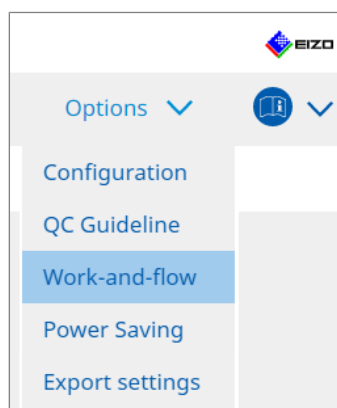 EIZO
Options
Configuration
QC Guideline
Work-and-flow
Power Saving
Export settings